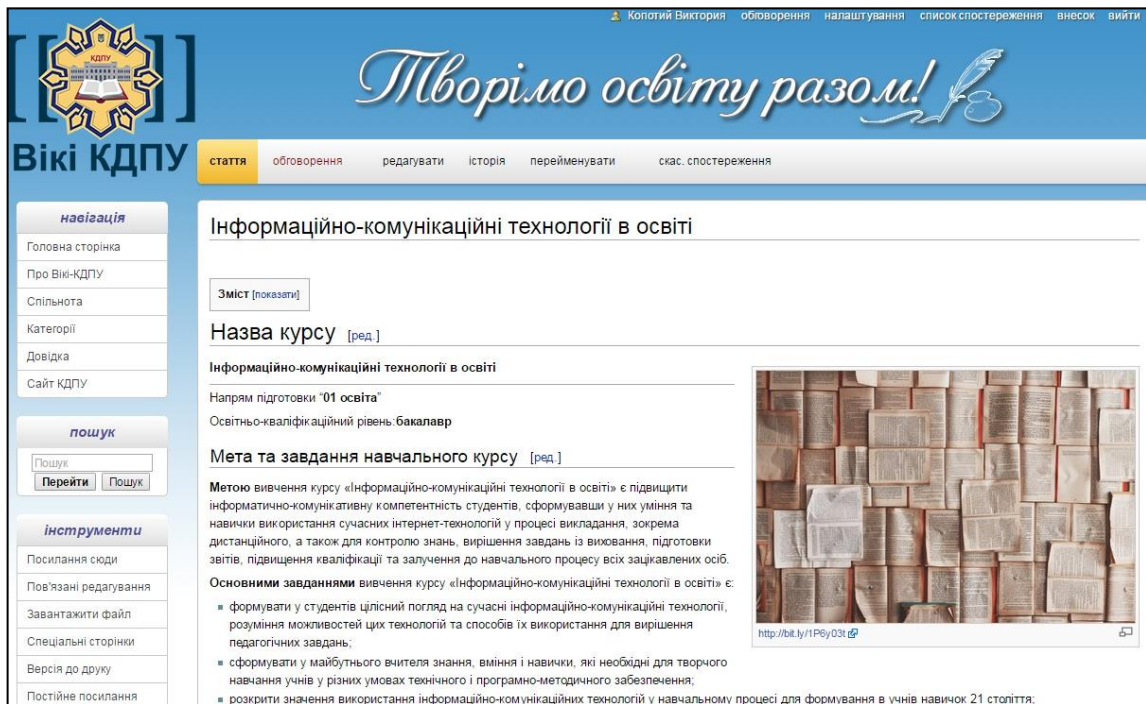 Копотий Виктория обговорення налаштування список спостереження внесок вийти
КДПУ
Творімо освіту разом!
Вікі КДПУ
стаття обговорення редагувати історія перейменувати скас. спостереження
навігація
Головна сторінка
Про Вікі-КДПУ
Спільнота
Категорії
Довідка
Сайт КДПУ
пошук
Пошук
Перейти Пошук
інструменти
Посилання сюди
Пов'язані редагування
Завантажити файл
Спеціальні сторінки
Версія до друку
Постійне посилання
Інформаційно-комунікаційні технології в освіті
Зміст [показати]
Назва курсу [ред.]
Інформаційно-комунікаційні технології в освіті
Напрям підготовки “01 освіта”
Освітньо-кваліфікаційний рівень:бакалавр
Мета та завдання навчального курсу [ред.]
Метою вивчення курсу «Інформаційно-комунікаційні технології в освіті» є підвищити
інформатично-комунікативну компетентність студентів, сформувавши у них уміння та
навички використання сучасних інтернет-технологій у процесі викладання, зокрема
дистанційного, а також для контролю знань, вирішення завдань із виховання, підготовки
звітів, підвищення кваліфікації та залучення до навчального процесу всіх зацікавлених осіб.
Основними завданнями вивчення курсу «Інформаційно-комунікаційні технології в освіті» є:
формувати у студентів цілісний погляд на сучасні інформаційно-комунікаційні технології,
розуміння можливостей цих технологій та способів їх використання для вирішення
педагогічних завдань;
сформувати у майбутнього вчителя знання, вміння і навички, які необхідні для творчого
навчання учнів у різних умовах технічного і програмно-методичного забезпечення;
розкрити значення використання інформаційно-комунікаційних технологій у навчальному процесі для формування в учнів навичок 21 століття;
http://bit.ly/1P6y03t